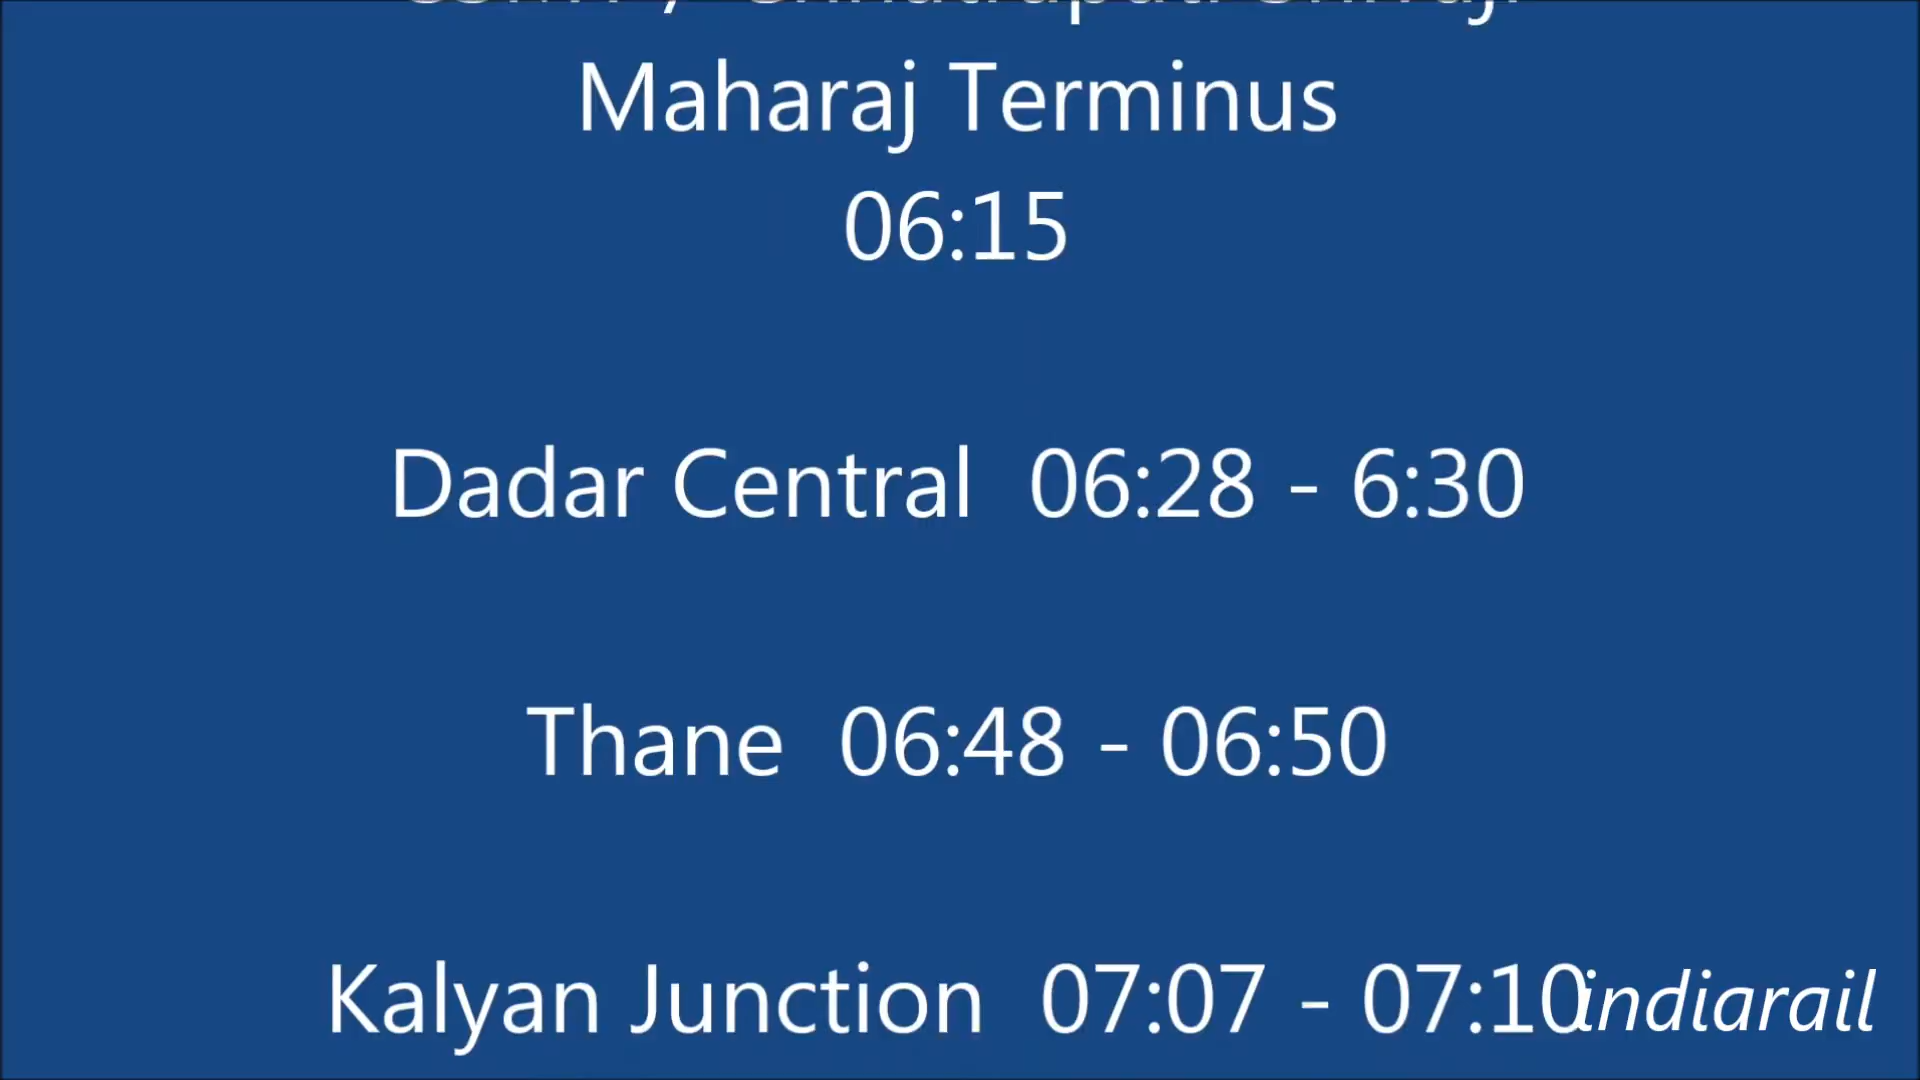 Maharaj Terminus
06:15
Dadar Central 06:28 - 6:30
Thane 06:48 - 06:50
Kalyan Junction 07:07 - 07:10
indiarail